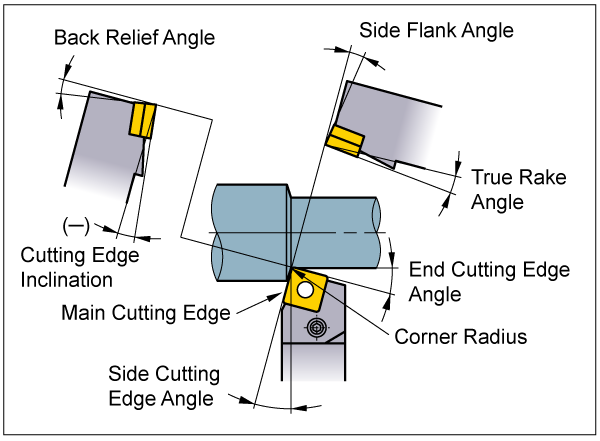 Back Relief Angle
Side Flank Angle
True Rake
Angle
(−)
Cutting Edge
Inclination
End Cutting Edge
Angle
Main Cutting Edge
Corner Radius
Side Cutting
Edge Angle